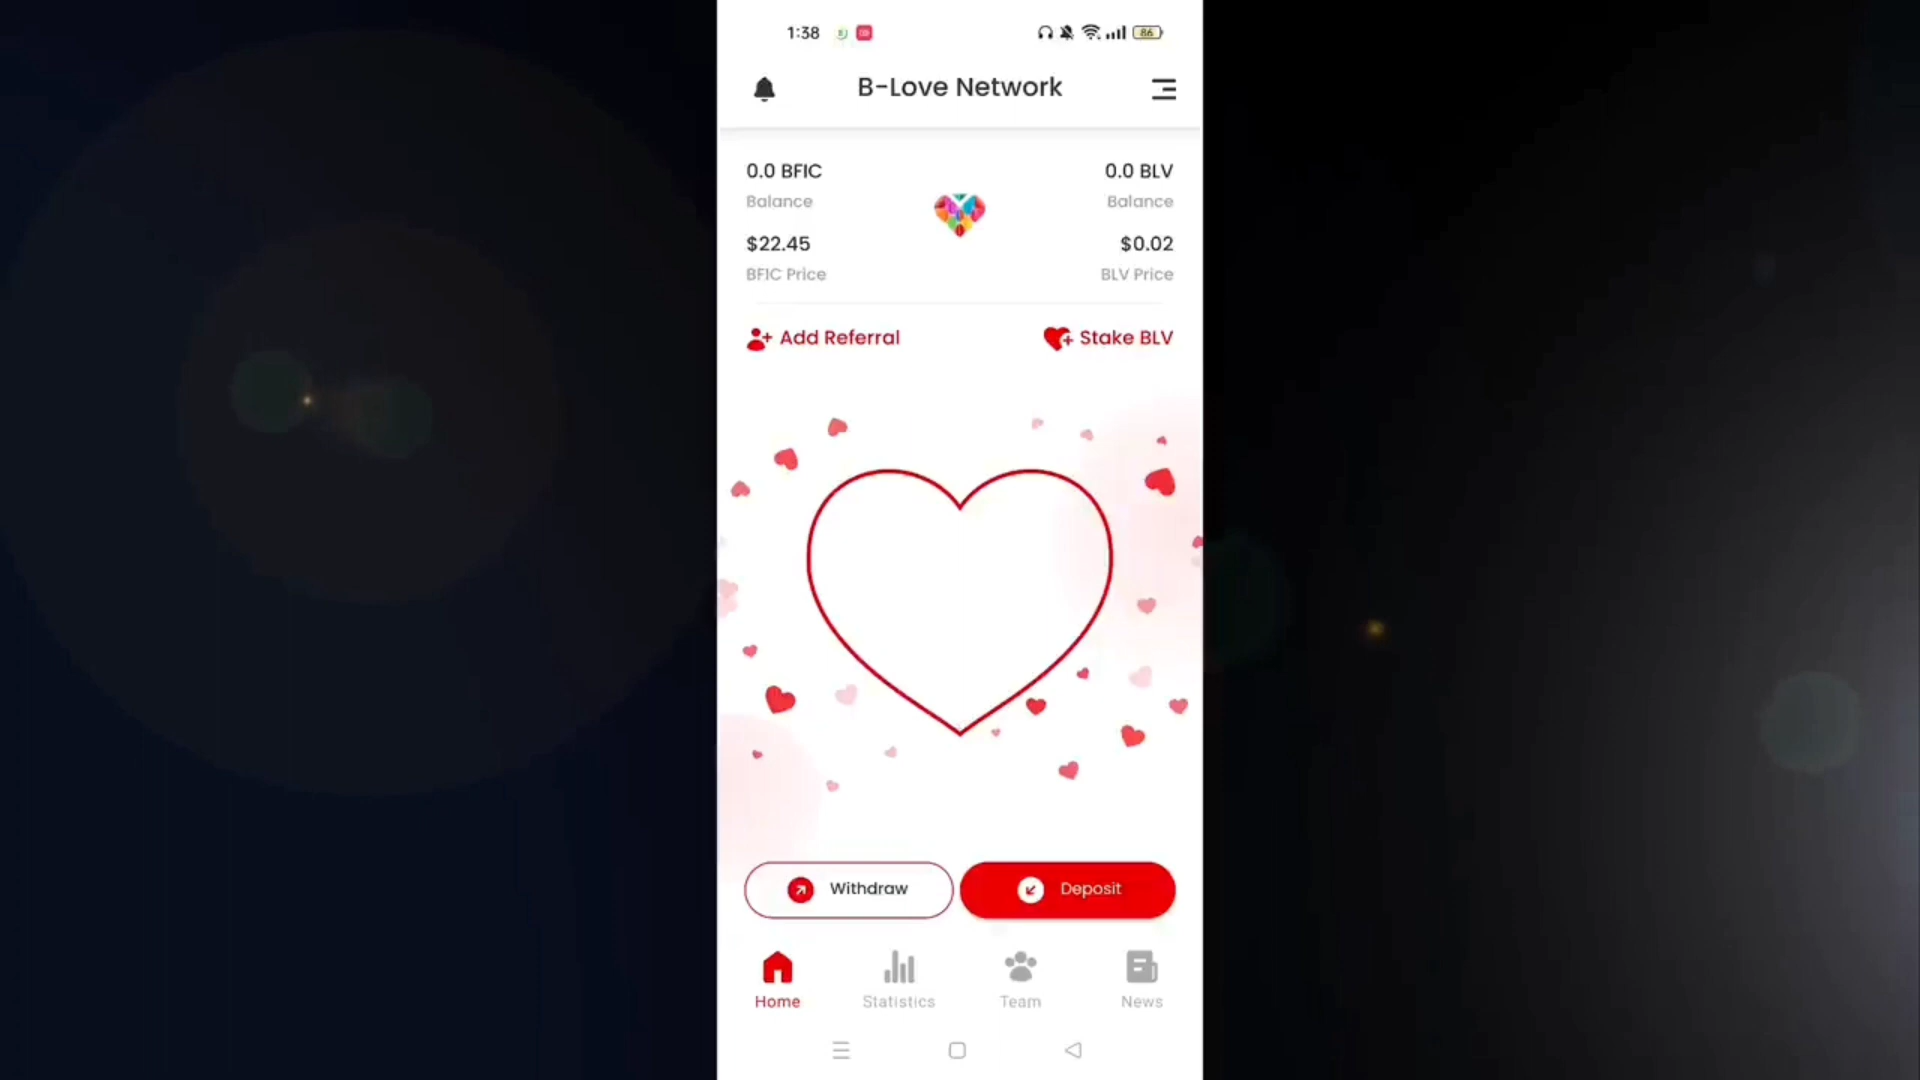 1:38
86
B-Love Network
0.0 BFIC
0.0 BLV
Balance
Balance
$22.45
$0.02
BFIC Price
BLV Price
Add Referral
Stake BLV
Withdraw
Deposit
Home
Statistics
Team
News